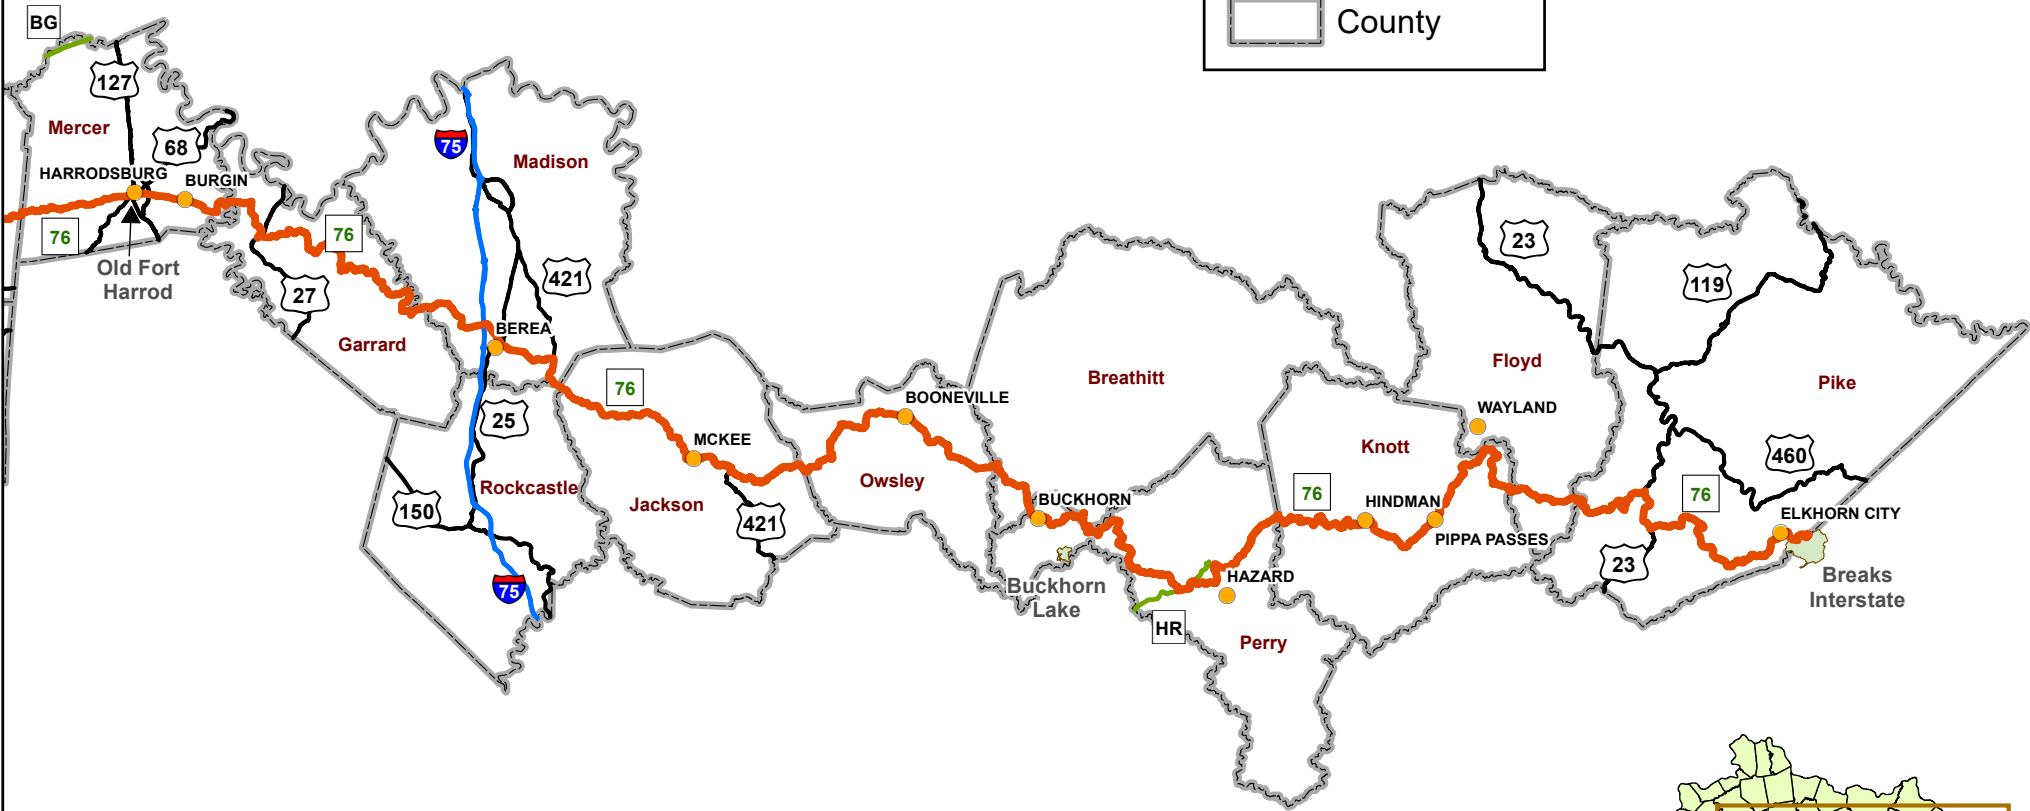 BG
County
127
Mercer
68
75
Madison
HARRODSBURG
BURGIN
76
76
Old Fort
Harrod
27
421
BEREA
Garrard
23
119
Floyd
Pike
Breathitt
76
BOONEVILLE
WAYLAND
25
MCKEE
Knott
460
Owsley
Rockcastle
Jackson
150
421
BUCKHORN
76
HINDMAN
76
ELKHORN CITY
PIPPA PASSES
23
75
Buckhorn
Lake
HAZARD
Breaks
Interstate
HR
Perry